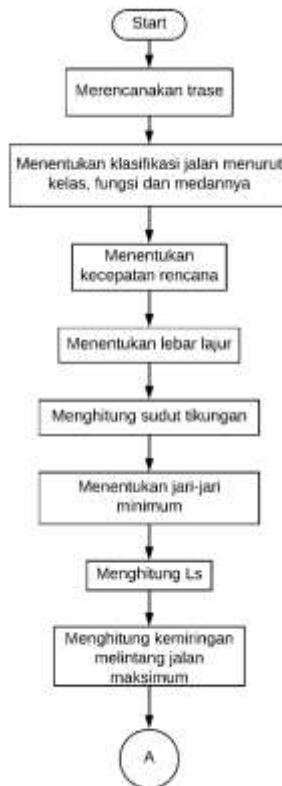 Start
Merencanakan trase
Menentukan klasifikasi jalan menurut
kelas, fungsi dan medannya
Menentukan
kecepatan rencana
Menentukan lebar lajur
Menghitung sudut tikungan
Menentukan jari-jari
minimum
Menghitung Ls
Menghitung kemiringan
melintang jalan
maksimum
A